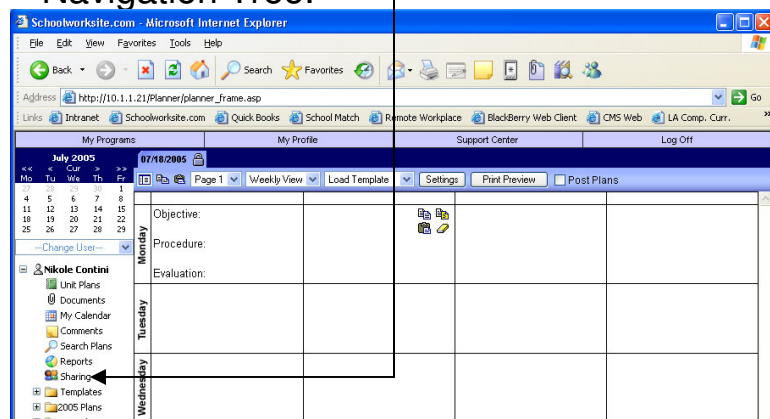 Navigation Tree.
Schoolworksite.com - Microsoft Internet Explorer
File Edit View Favorites Tools Help
Back Search Favorites
Address http://10.1.1.21/Planner/planner_frame.asp Go
Links Intranet Schoolworksite.com Quick Books School Match Remote Workplace BlackBerry Web Client CMS Web LA Comp. Curr. »
My Programs My Profile Support Center Log Off
July 2005 07/18/2005
<< < Cur > >>
Mo Tu We Th Fr Page 1 Weekly View Load Template Settings Print Preview Post Plans
27 28 29 30 1
4 5 6 7 8
11 12 13 14 15
18 19 20 21 22
25 26 27 28 29
---Change User---
Nikole Contini
Unit Plans
Documents
My Calendar
Comments
Search Plans
Reports
Sharing
Templates
2005 Plans
Monday
Objective:
Procedure:
Evaluation:
Tuesday
Wednesday